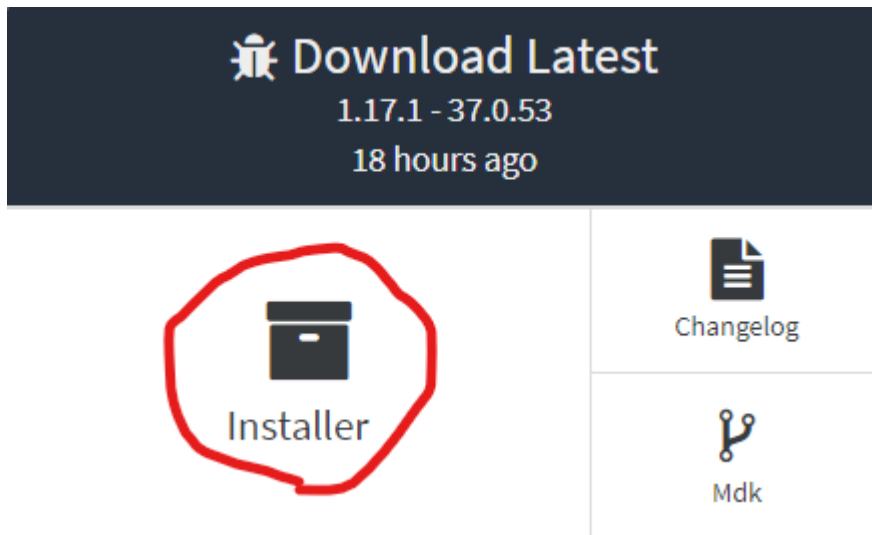 Download Latest
1.17.1 - 37.0.53
18 hours ago
Installer
Changelog
Mdk